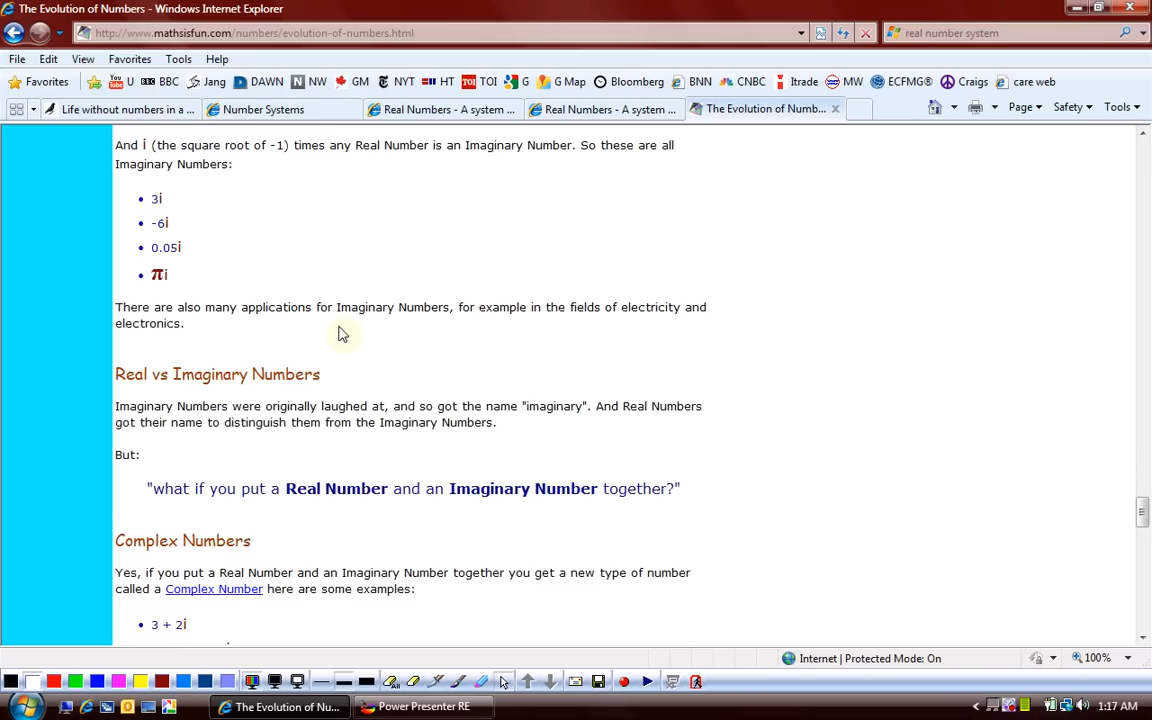 The Evolution of Numbers - Windows Internet Explorer
http://www.mathsisfun.com/numbers/evolution-of-numbers.html
real number system
File Edit View Favorites Tools Help
Favorites You Tube U BBC Jang D DAWN N NW GM NYT HT TOI TOI G G Map Bloomberg BNN CNBC Itrade MW ECFMG® Craigs care web
Life without numbers in a ... Number Systems Real Numbers - A system ... Real Numbers - A system ... The Evolution of Numb... Page Safety Tools
And i (the square root of -1) times any Real Number is an Imaginary Number. So these are all
Imaginary Numbers:
• 3i
• -6i
• 0.05i
• πi
There are also many applications for Imaginary Numbers, for example in the fields of electricity and
electronics.
Real vs Imaginary Numbers
Imaginary Numbers were originally laughed at, and so got the name "imaginary". And Real Numbers
got their name to distinguish them from the Imaginary Numbers.
But:
"what if you put a Real Number and an Imaginary Number together?"
Complex Numbers
Yes, if you put a Real Number and an Imaginary Number together you get a new type of number
called a Complex Number here are some examples:
• 3 + 2i
Internet | Protected Mode: On 100%
The Evolution of Nu... Power Presenter RE 1:17 AM